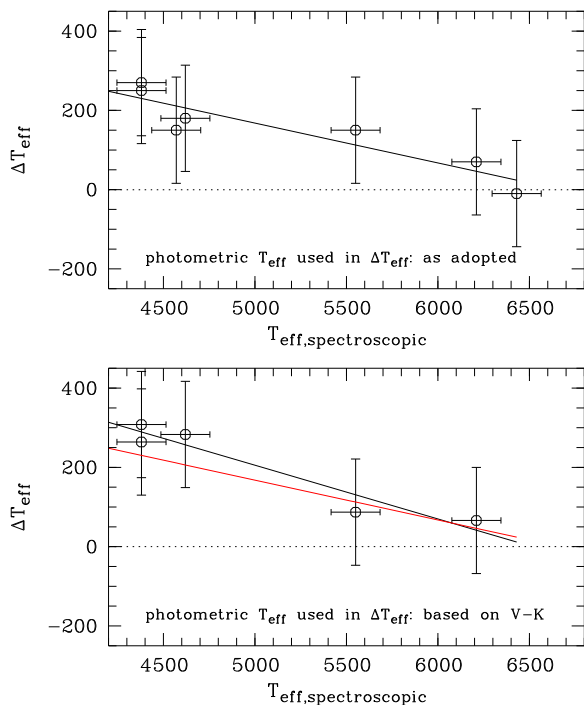 400
200
0
−200
ΔTeff
photometric Teff used in ΔTeff: as adopted
4500 5000 5500 6000 6500
Teff,spectroscopic
400
200
0
−200
ΔTeff
photometric Teff used in ΔTeff: based on V−K
4500 5000 5500 6000 6500
Teff,spectroscopic